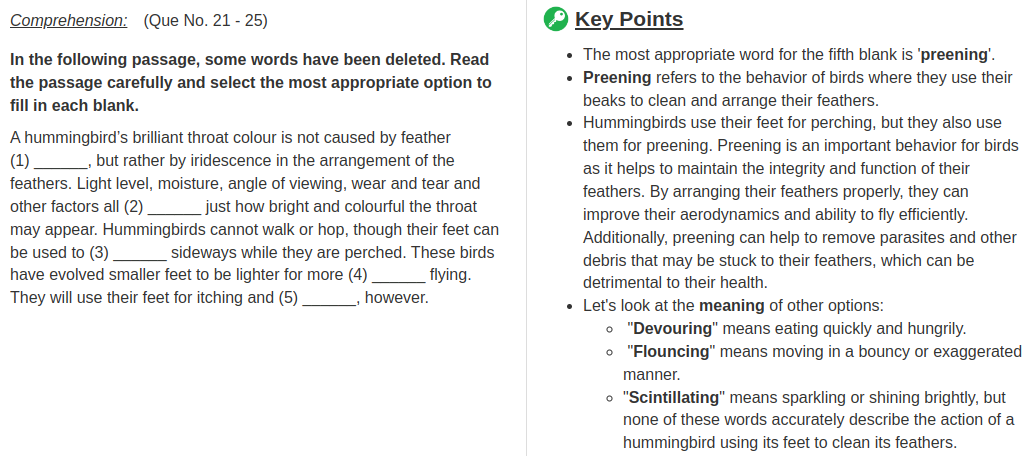 Comprehension: (Que No. 21 - 25)
In the following passage, some words have been deleted. Read
the passage carefully and select the most appropriate option to
fill in each blank.
A hummingbird’s brilliant throat colour is not caused by feather
(1) ______, but rather by iridescence in the arrangement of the
feathers. Light level, moisture, angle of viewing, wear and tear and
other factors all (2) ______ just how bright and colourful the throat
may appear. Hummingbirds cannot walk or hop, though their feet can
be used to (3) ______ sideways while they are perched. These birds
have evolved smaller feet to be lighter for more (4) ______ flying.
They will use their feet for itching and (5) ______, however.
Key Points
• The most appropriate word for the fifth blank is 'preening'.
• Preening refers to the behavior of birds where they use their
beaks to clean and arrange their feathers.
• Hummingbirds use their feet for perching, but they also use
them for preening. Preening is an important behavior for birds
as it helps to maintain the integrity and function of their
feathers. By arranging their feathers properly, they can
improve their aerodynamics and ability to fly efficiently.
Additionally, preening can help to remove parasites and other
debris that may be stuck to their feathers, which can be
detrimental to their health.
• Let's look at the meaning of other options:
◦ "Devouring" means eating quickly and hungrily.
◦ "Flouncing" means moving in a bouncy or exaggerated
manner.
◦ "Scintillating" means sparkling or shining brightly, but
none of these words accurately describe the action of a
hummingbird using its feet to clean its feathers.